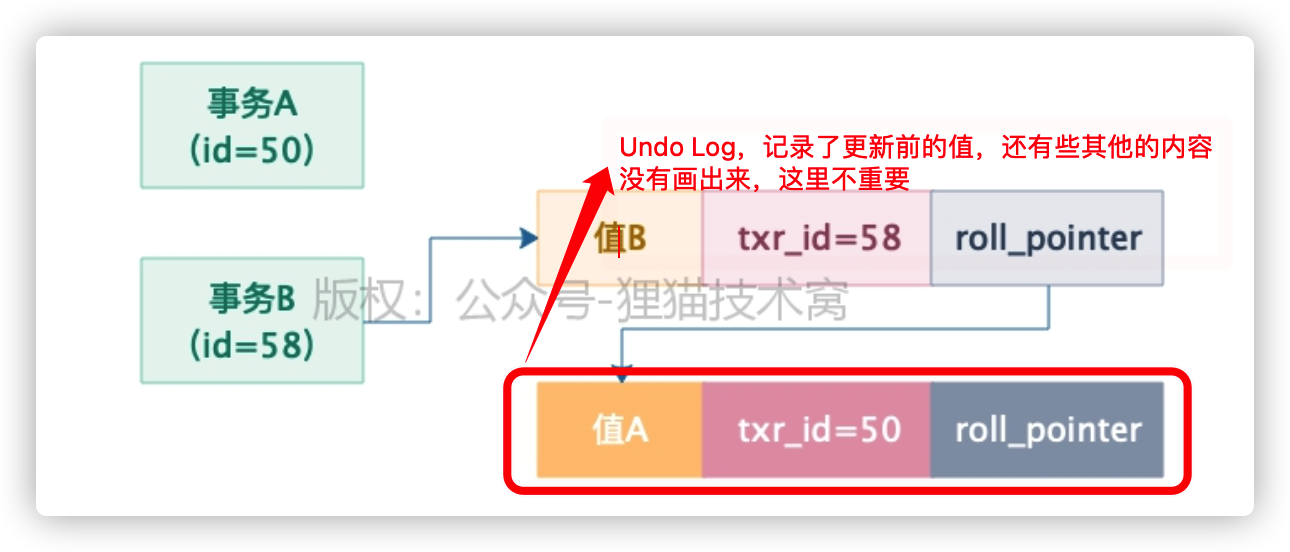 事务A
(id=50)
Undo Log，记录了更新前的值，还有些其他的内容
没有画出来，这里不重要
值B
txr_id=58
roll_pointer
事务B
(id=58)
版权：公众号-狸猫技术窝
值A
txr_id=50
roll_pointer